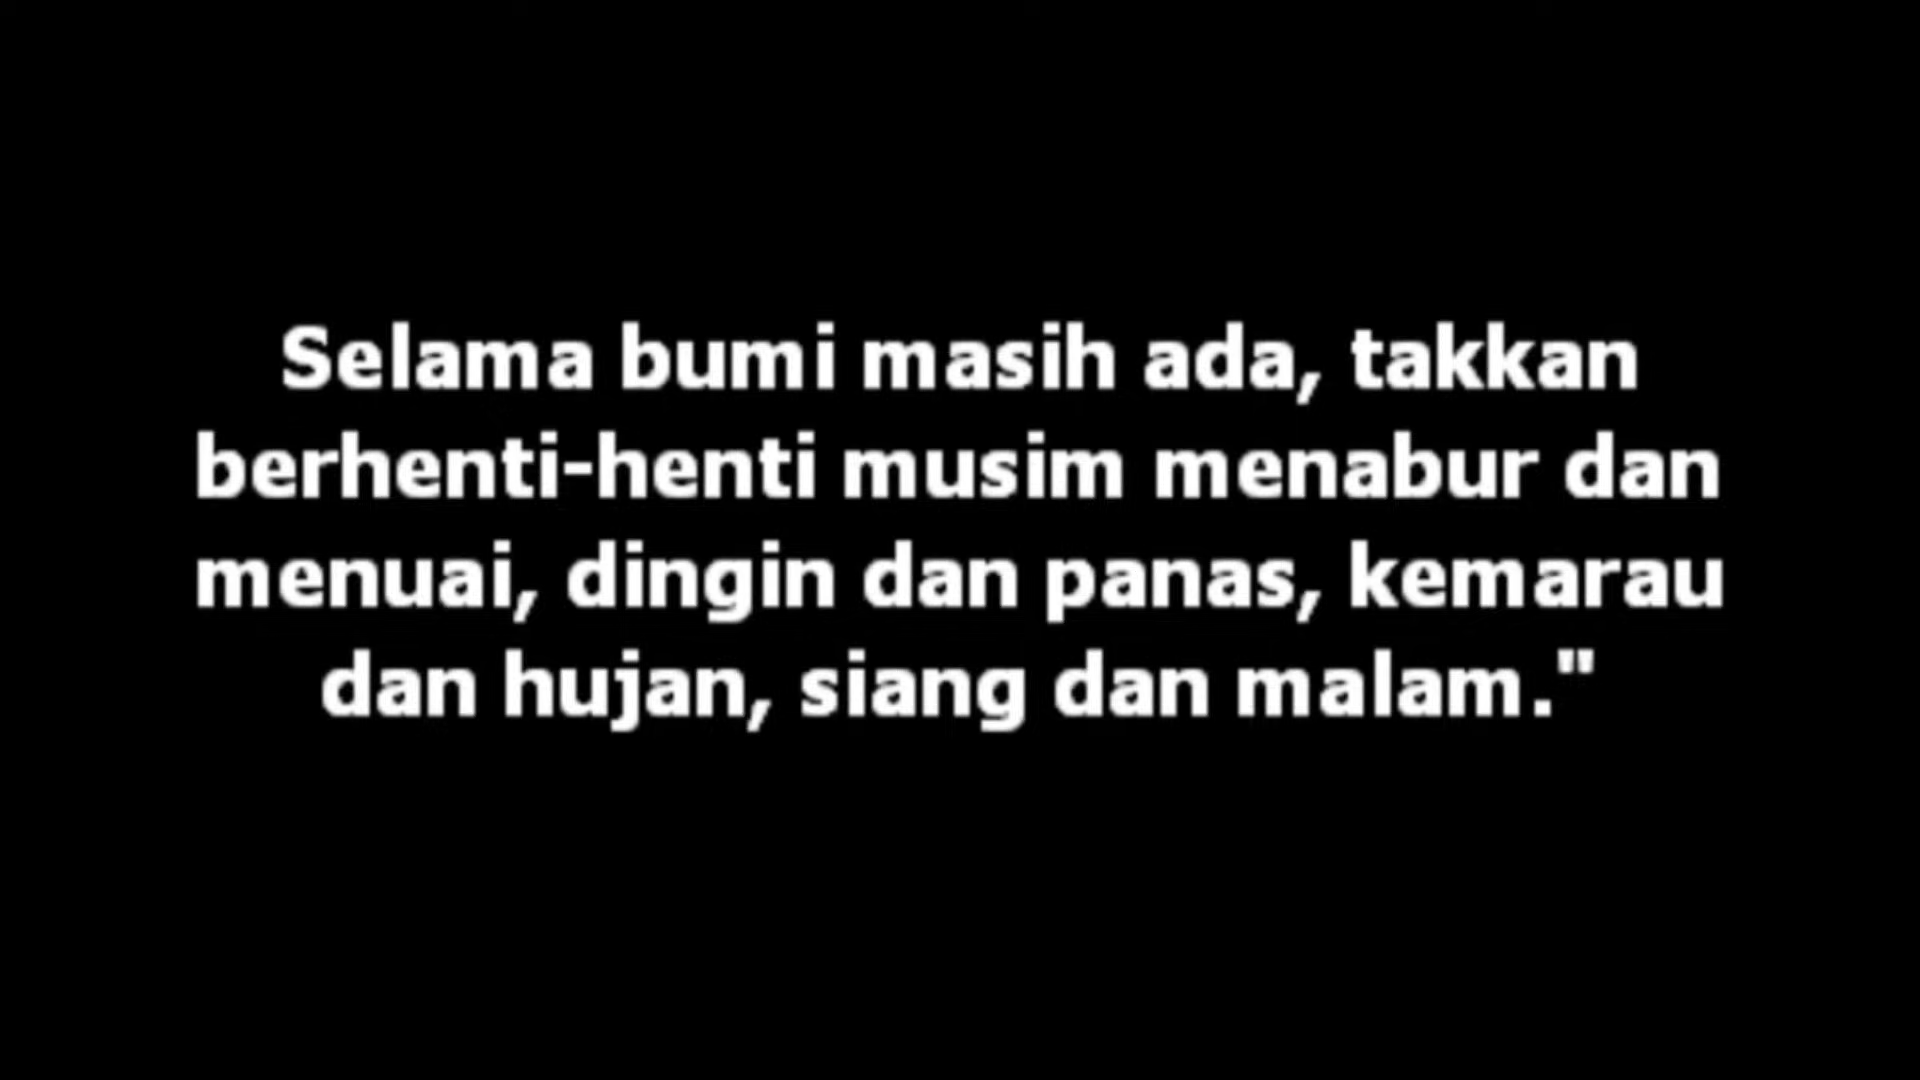 Selama bumi masih ada, takkan
berhenti-henti musim menabur dan
menuai, dingin dan panas, kemarau
dan hujan, siang dan malam."